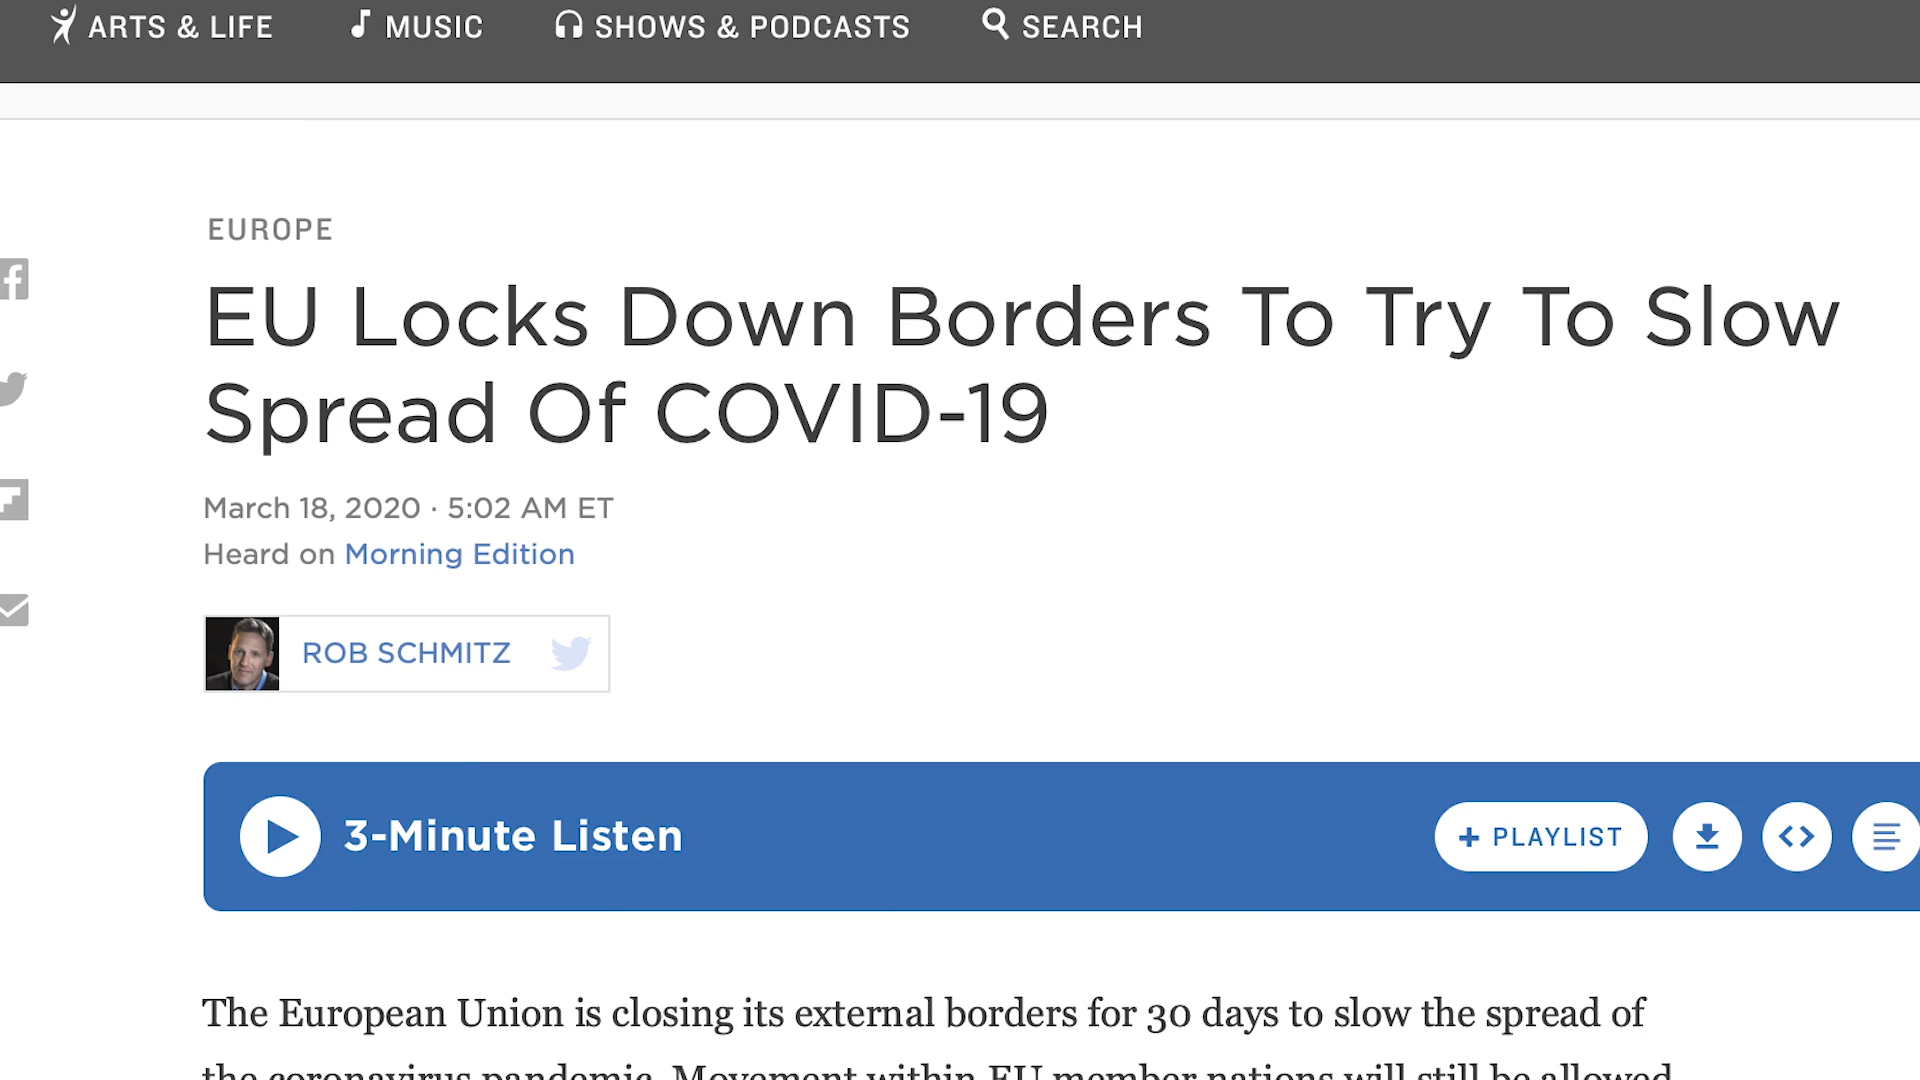 ARTS & LIFE
MUSIC
SHOWS & PODCASTS
SEARCH
EUROPE
EU Locks Down Borders To Try To Slow
Spread Of COVID-19
March 18, 2020 · 5:02 AM ET
Heard on Morning Edition
ROB SCHMITZ
3-Minute Listen
+ PLAYLIST
The European Union is closing its external borders for 30 days to slow the spread of
the coronavirus pandemic. Movement within EU member nations will still be allowed